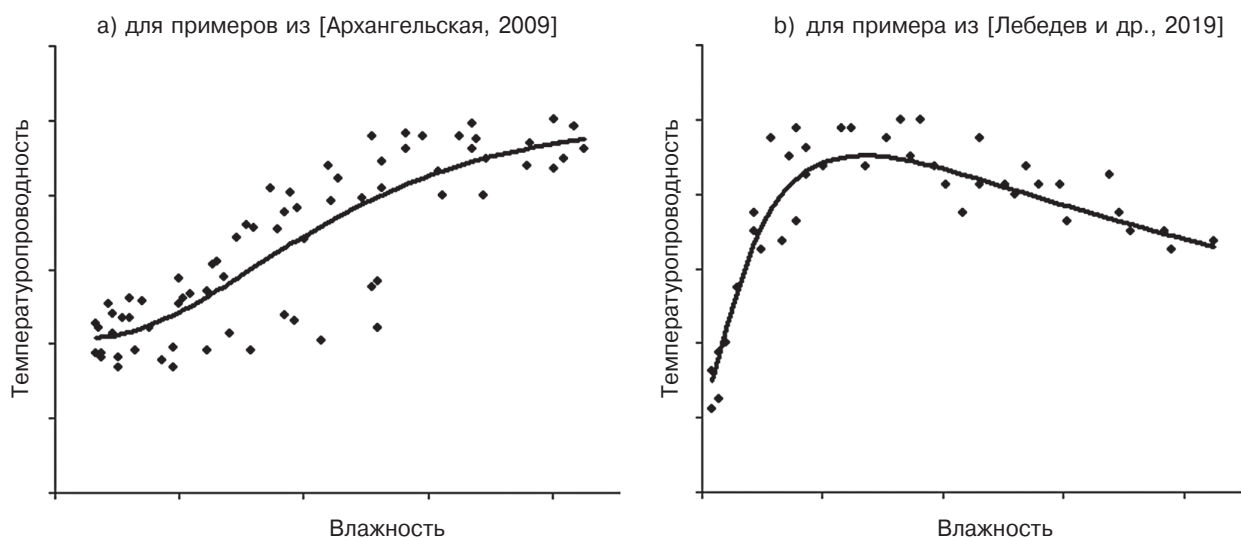 a) для примеров из [Архангельская, 2009]
Температуропроводность
Влажность
b) для примера из [Лебедев и др., 2019]
Температуропроводность
Влажность